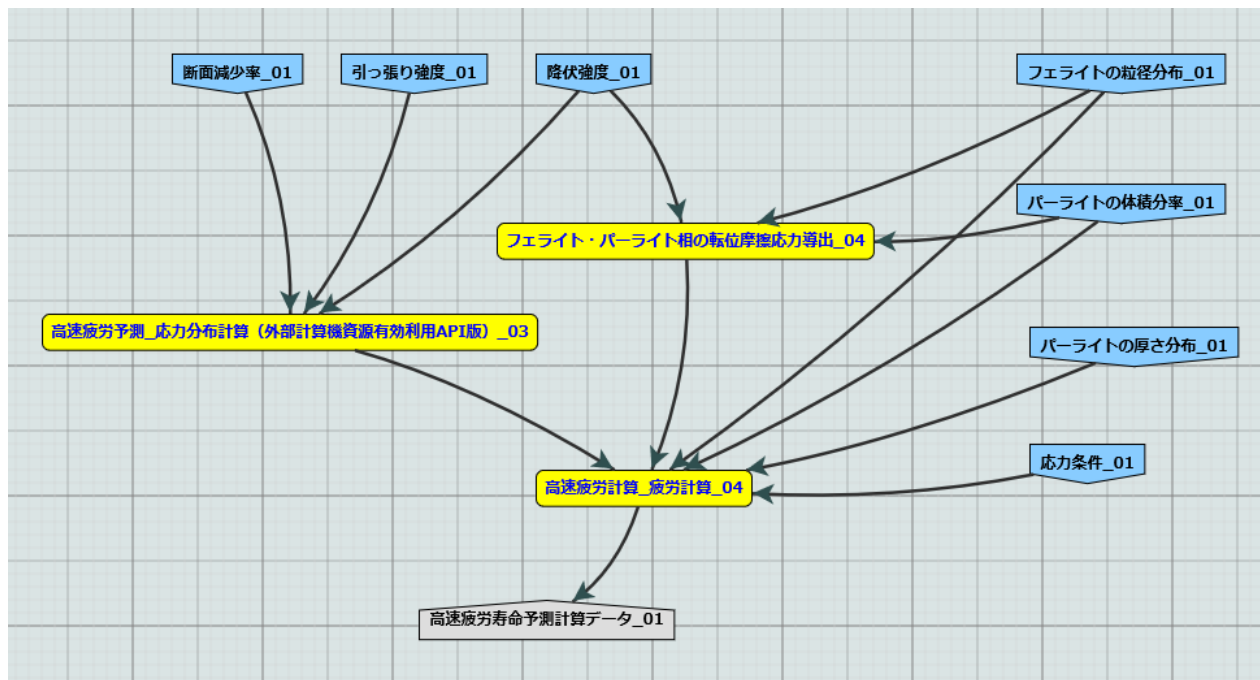 断面減少率_01
引っ張り強度_01
降伏強度_01
フェライトの粒径分布_01
パーライトの体積分率_01
フェライト・パーライト相の転位摩擦応力導出_04
高速疲労予測_応力分布計算（外部計算機資源有効利用API版）_03
パーライトの厚さ分布_01
応力条件_01
高速疲労計算_疲労計算_04
高速疲労寿命予測計算データ_01